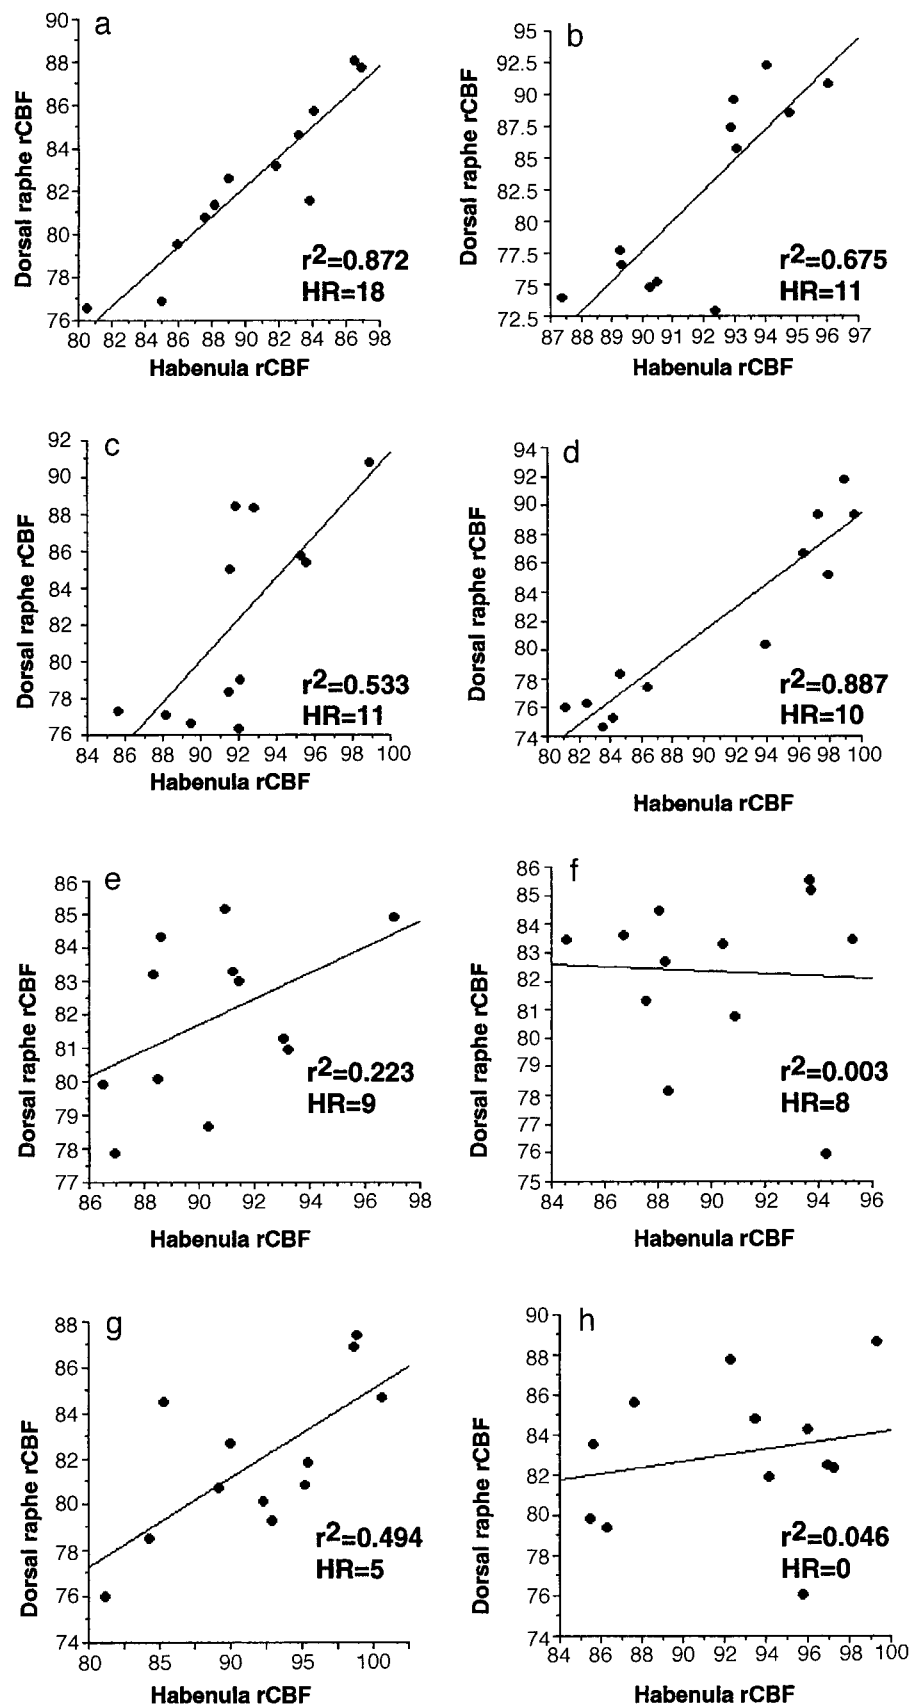 a
90
88
86
84
82
80
78
76
Dorsal raphe rCBF
r2=0.872
HR=18
80 82 84 86 88 90 92 84 86 98
Habenula rCBF
b
95
92.5
90
87.5
85
82.5
80
77.5
75
72.5
Dorsal raphe rCBF
r2=0.675
HR=11
87 88 89 90 91 92 93 94 95 96 97
Habenula rCBF
c
92
90
88
86
84
82
80
78
76
Dorsal raphe rCBF
r2=0.533
HR=11
84 86 88 90 92 94 96 98 100
Habenula rCBF
d
94
92
90
88
86
84
82
80
78
76
74
Dorsal raphe rCBF
r2=0.887
HR=10
80 82 84 86 88 90 92 94 96 98 100
Habenula rCBF
e
86
85
84
83
82
81
80
79
78
77
Dorsal raphe rCBF
r2=0.223
HR=9
86 88 90 92 94 96 98
Habenula rCBF
f
86
85
84
83
82
81
80
79
78
77
76
75
Dorsal raphe rCBF
r2=0.003
HR=8
84 86 88 90 92 94 96
Habenula rCBF
g
88
86
84
82
80
78
76
74
Dorsal raphe rCBF
r2=0.494
HR=5
80 85 90 95 100
Habenula rCBF
h
90
88
86
84
82
80
78
76
74
Dorsal raphe rCBF
r2=0.046
HR=0
84 86 88 90 92 94 96 98 100
Habenula rCBF